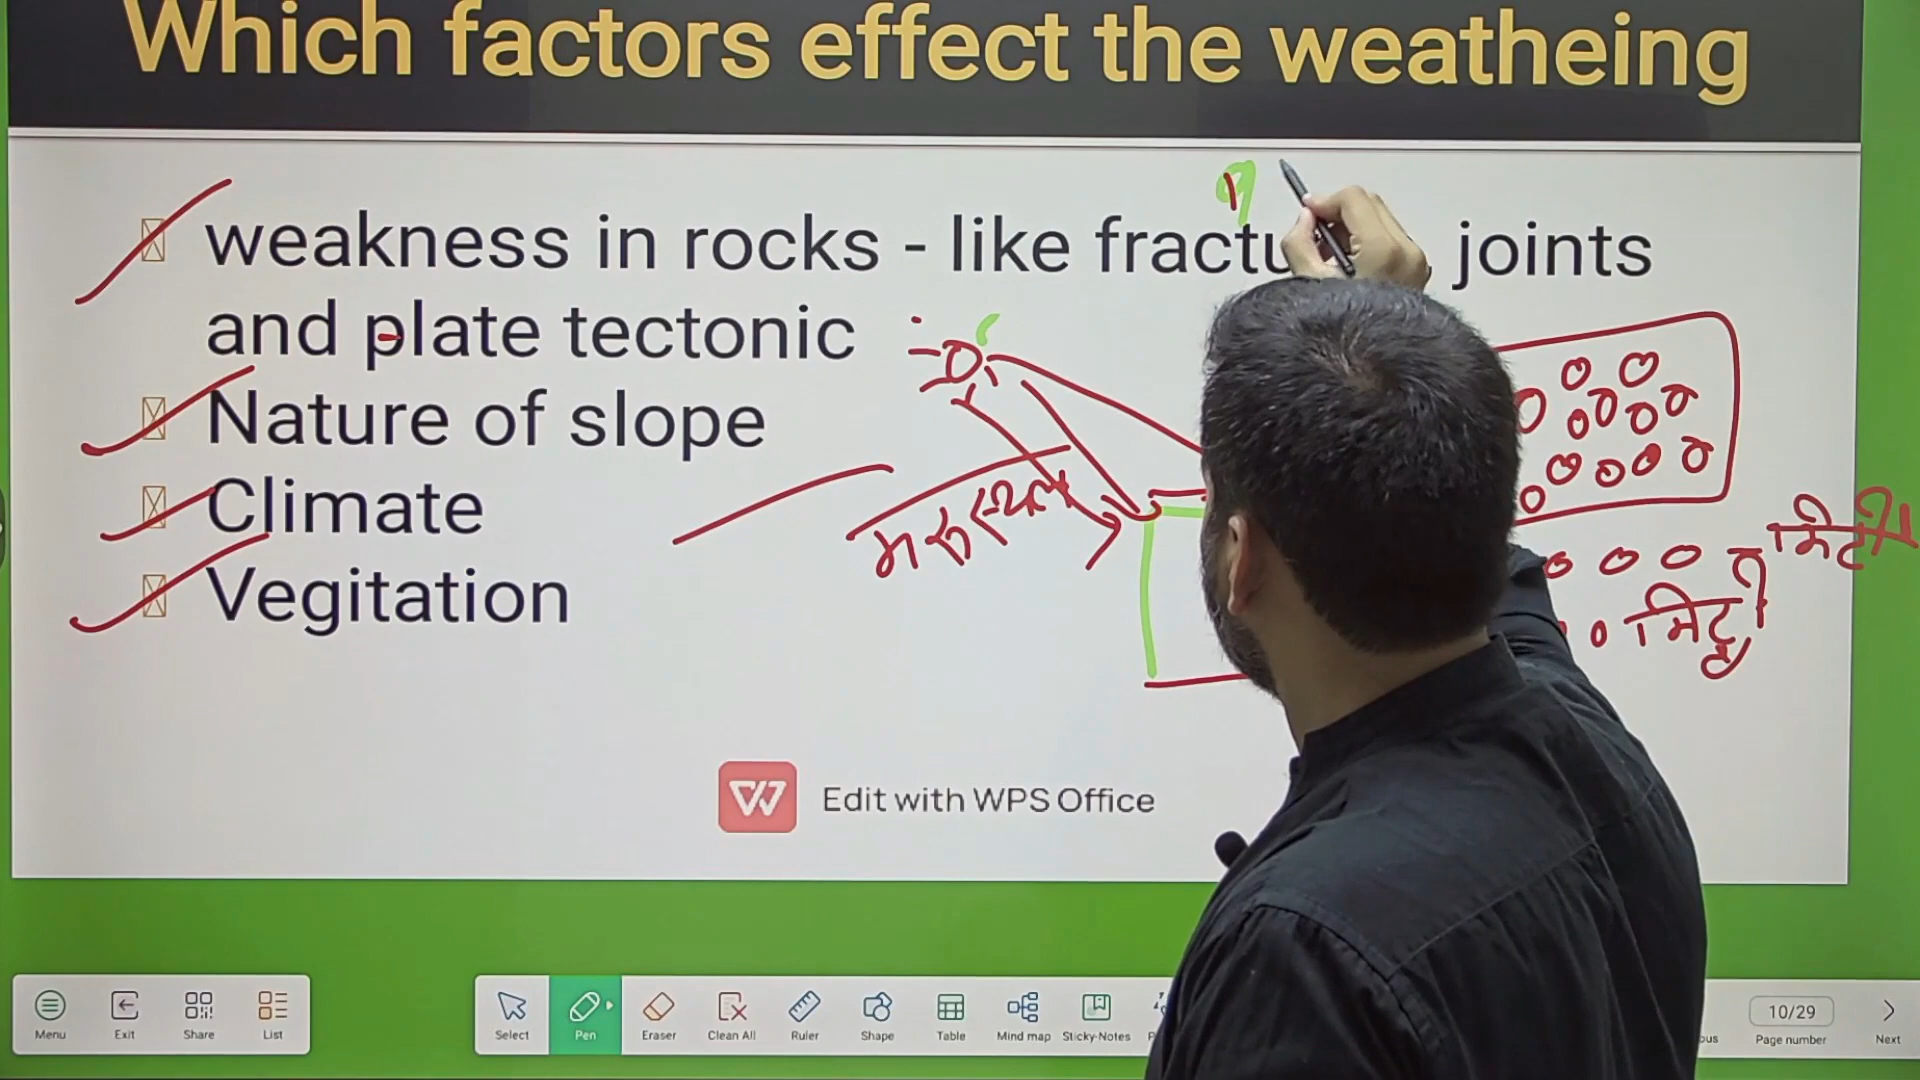 Which factors effect the weatheing
weakness in rocks - like fractu joints
and plate tectonic
Nature of slope
Climate
Vegitation
मरुस्थल
मिट्टी
मिट्टी
Edit with WPS Office
Menu
Exit
Share
List
Select
Pen
Eraser
Clean All
Ruler
Shape
Table
Mind map
Sticky-Notes
10/29
Page number
Next